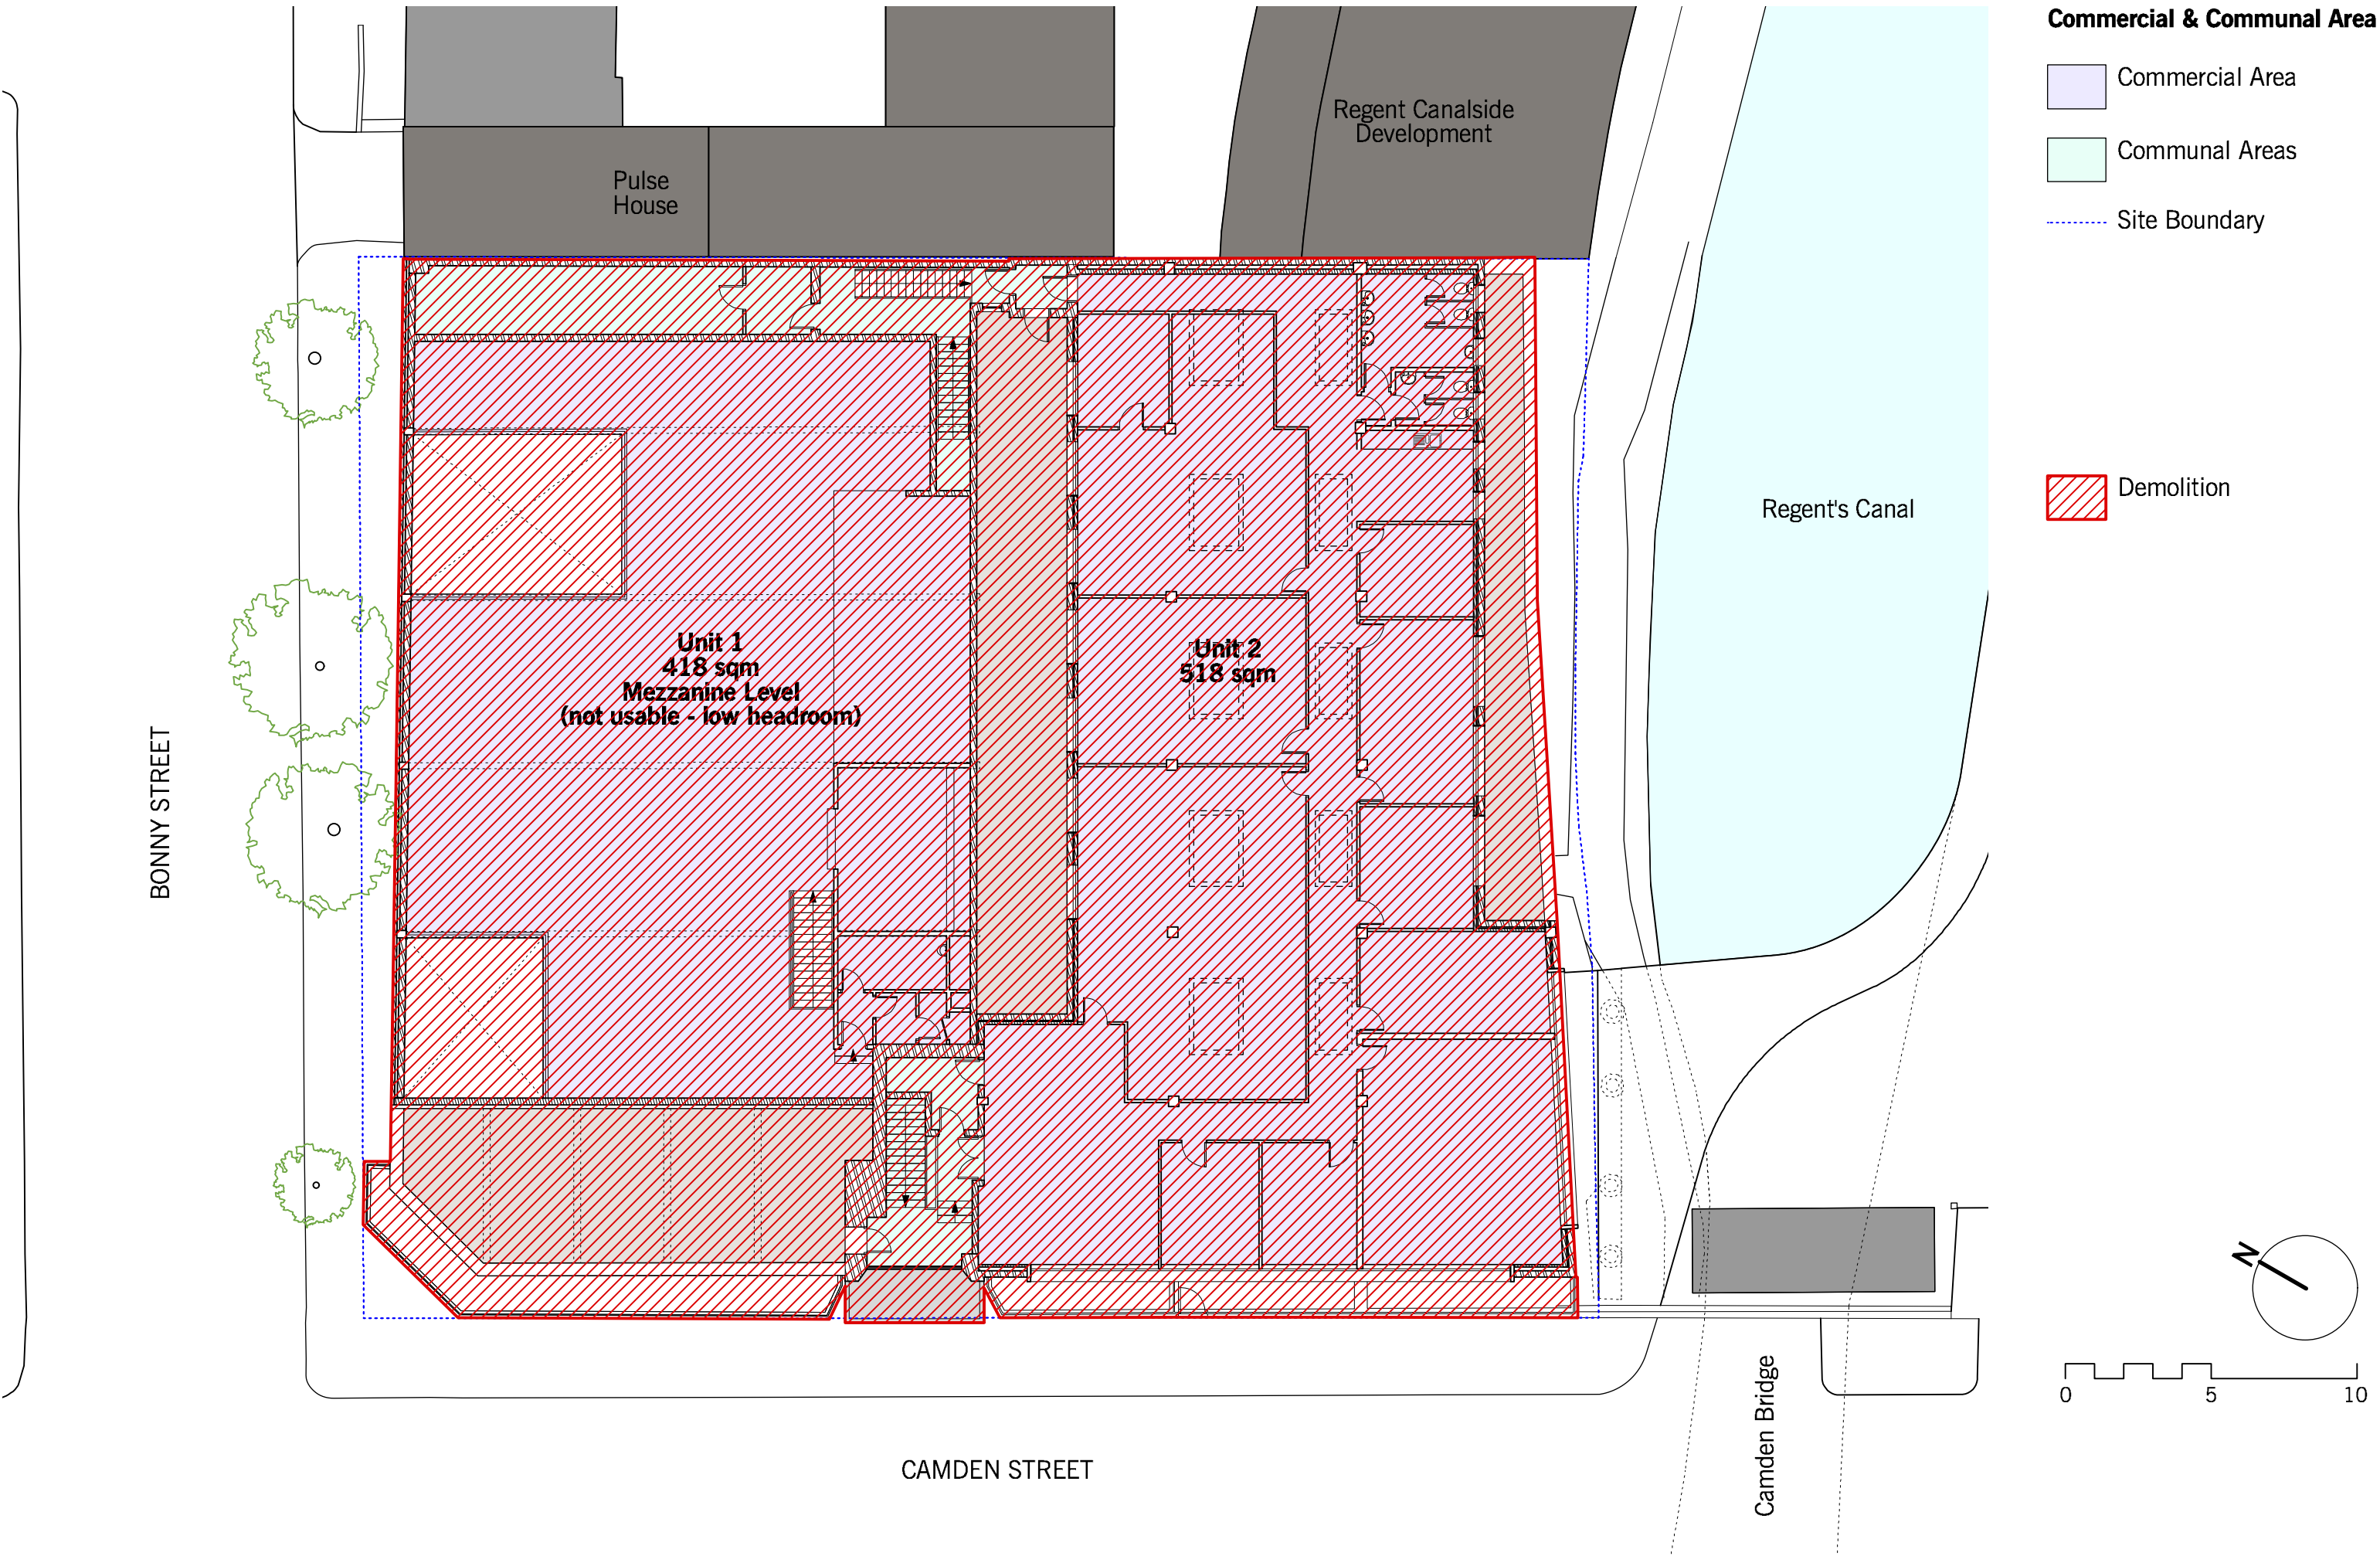 Commercial & Communal Area
Commercial Area
Communal Areas
Site Boundary
Demolition
Regent Canalside
Development
Pulse
House
Regent's Canal
Unit 1
418 sqm
Mezzanine Level
(not usable - low headroom)
Unit 2
518 sqm
BONNY STREET
CAMDEN STREET
Camden Bridge
N
0 5 10